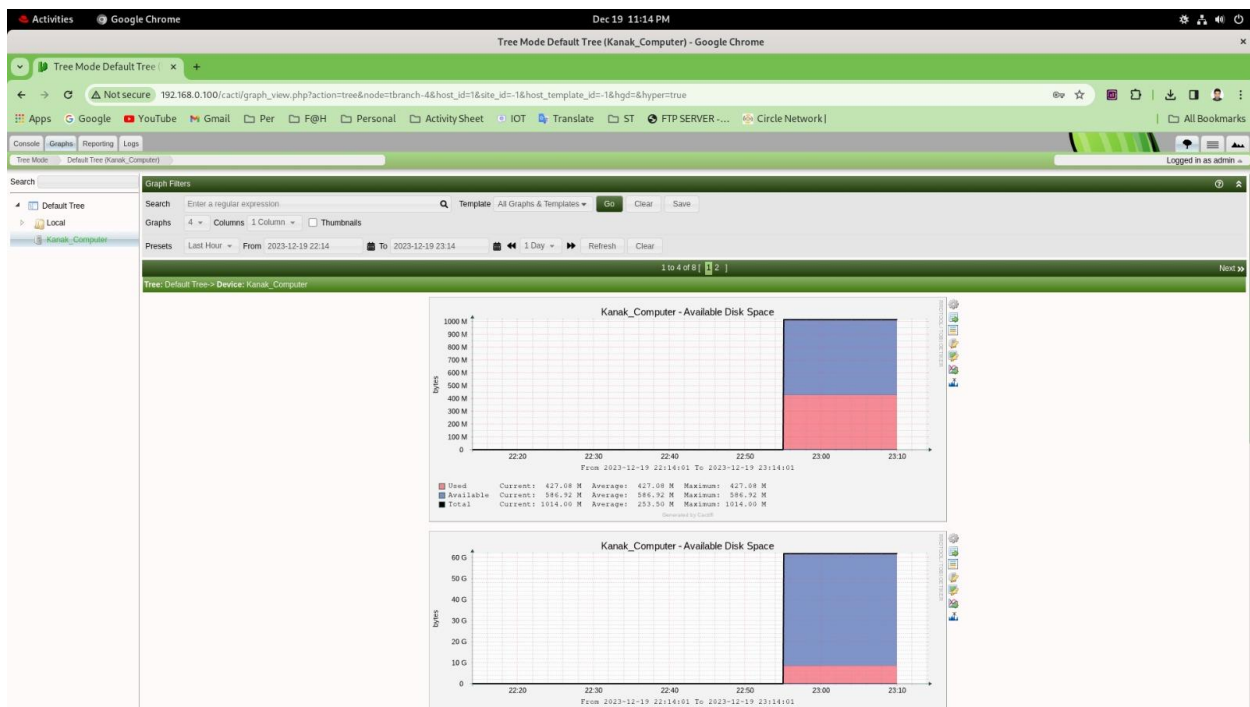 Activities Google Chrome Dec 19 11:14 PM
Tree Mode Default Tree (Kanak_Computer) - Google Chrome
Tree Mode Default Tree (
Not secure 192.168.0.100/cacti/graph_view.php?action=tree&node=tbranch-4&host_id=1&site_id=-1&host_template_id=-1&hgd=&hyper=true
Apps Google YouTube Gmail Per F@H Personal Activity Sheet IOT Translate ST FTP SERVER -... Circle Network | All Bookmarks
Console Graphs Reporting Logs
Tree Mode Default Tree (Kanak_Computer) Logged in as admin
Search
Default Tree
Local
Kanak_Computer
Graph Filters
Search Enter a regular expression Template All Graphs & Templates Go Clear Save
Graphs 4 Columns 1 Column Thumbnails
Presets Last Hour From 2023-12-19 22:14 To 2023-12-19 23:14 1 Day Refresh Clear
1 to 4 of 8 [ 1 2 ] Next
Tree: Default Tree-> Device: Kanak_Computer
Kanak_Computer - Available Disk Space
1000 M
900 M
800 M
700 M
600 M
500 M
400 M
300 M
200 M
100 M
0
bytes
22:20 22:30 22:40 22:50 23:00 23:10
From 2023-12-19 22:14:01 To 2023-12-19 23:14:01
Used Current: 427.08 M Average: 427.08 M Maximum: 427.08 M
Available Current: 586.92 M Average: 586.92 M Maximum: 586.92 M
Total Current: 1014.00 M Average: 253.50 M Maximum: 1014.00 M
Generated by Cacti®
Kanak_Computer - Available Disk Space
60 G
50 G
40 G
30 G
20 G
10 G
0
bytes
22:20 22:30 22:40 22:50 23:00 23:10
From 2023-12-19 22:14:01 To 2023-12-19 23:14:01